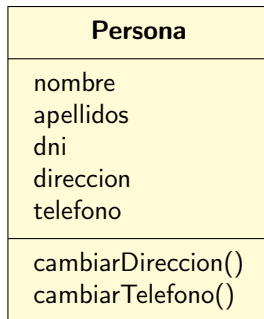 Persona
nombre
apellidos
dni
direccion
telefono
cambiarDireccion()
cambiarTelefono()